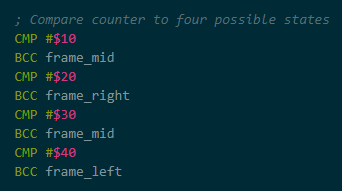 ; Compare counter to four possible states
CMP #$10
BCC frame_mid
CMP #$20
BCC frame_right
CMP #$30
BCC frame_mid
CMP #$40
BCC frame_left